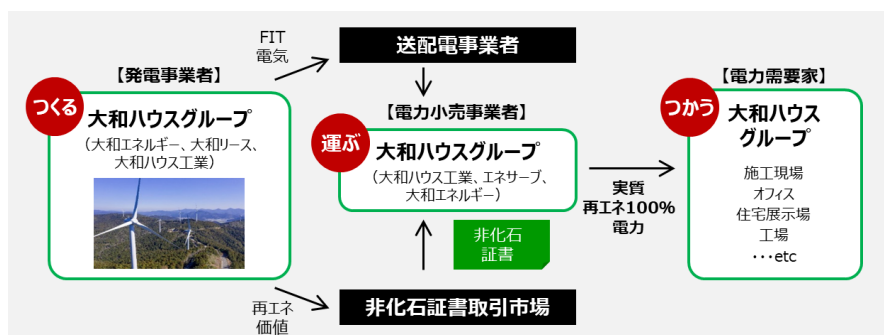 FIT
電気
送配電事業者
【発電事業者】
つくる
大和ハウスグループ
（大和エネルギー、大和リース、
大和ハウス工業）
【電力小売事業者】
運ぶ
大和ハウスグループ
（大和ハウス工業、エネサーブ、
大和エネルギー）
実質
再エネ100%
電力
【電力需要家】
つかう
大和ハウス
グループ
施工現場
オフィス
住宅展示場
工場
・・・etc
非化石
証書
再エネ
価値
非化石証書取引市場